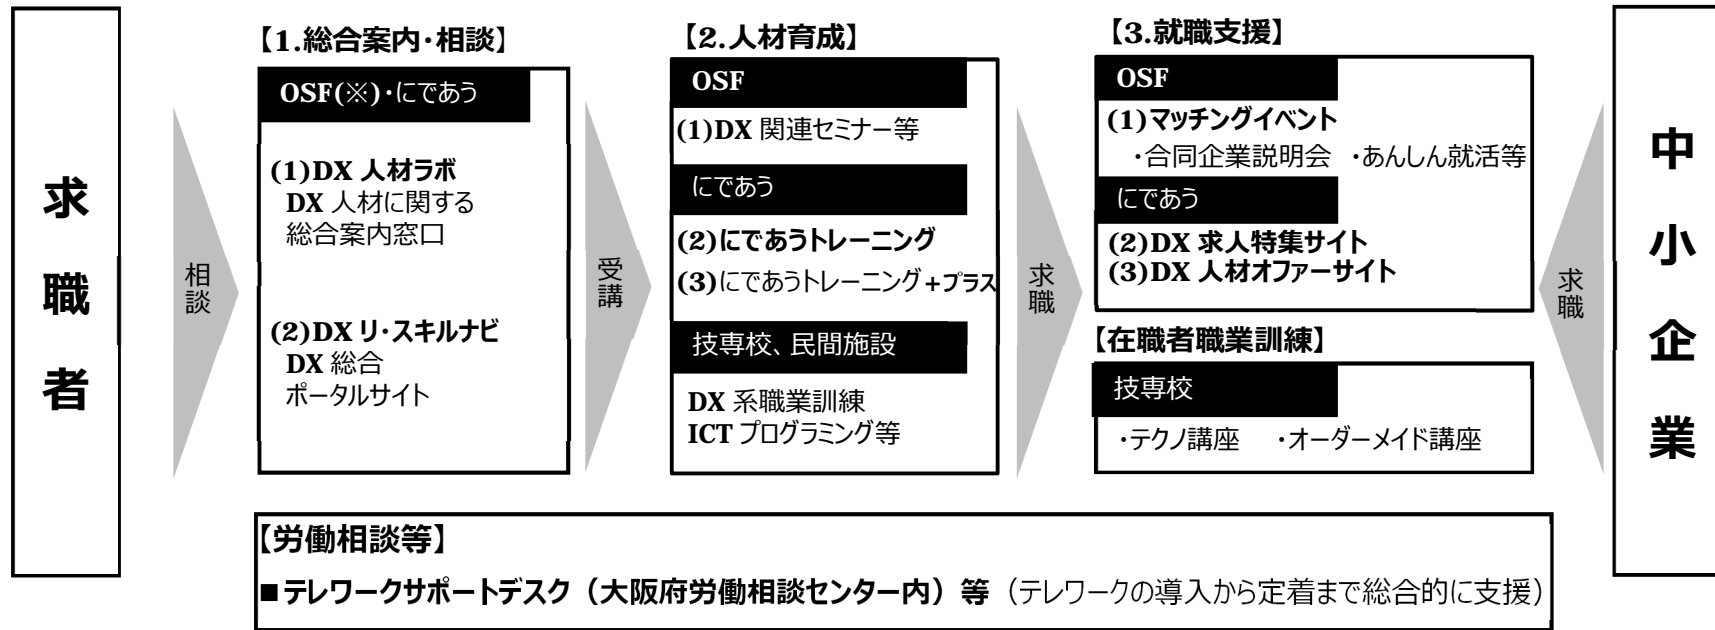 求職者
相談
【1.総合案内･相談】
OSF(※)･にであう
(1)DX 人材ラボ
DX 人材に関する
総合案内窓口
(2)DX リ・スキルナビ
DX 総合
ポータルサイト
受講
【2.人材育成】
OSF
(1)DX 関連セミナー等
にであう
(2)にであうトレーニング
(3)にであうトレーニング+プラス
技専校、民間施設
DX 系職業訓練
ICT プログラミング等
求職
【3.就職支援】
OSF
(1)マッチングイベント
・合同企業説明会 ・あんしん就活等
にであう
(2)DX 求人特集サイト
(3)DX 人材オファーサイト
【在職者職業訓練】
技専校
・テクノ講座 ・オーダーメイド講座
求職
中小企業
【労働相談等】
■テレワークサポートデスク（大阪府労働相談センター内）等（テレワークの導入から定着まで総合的に支援）